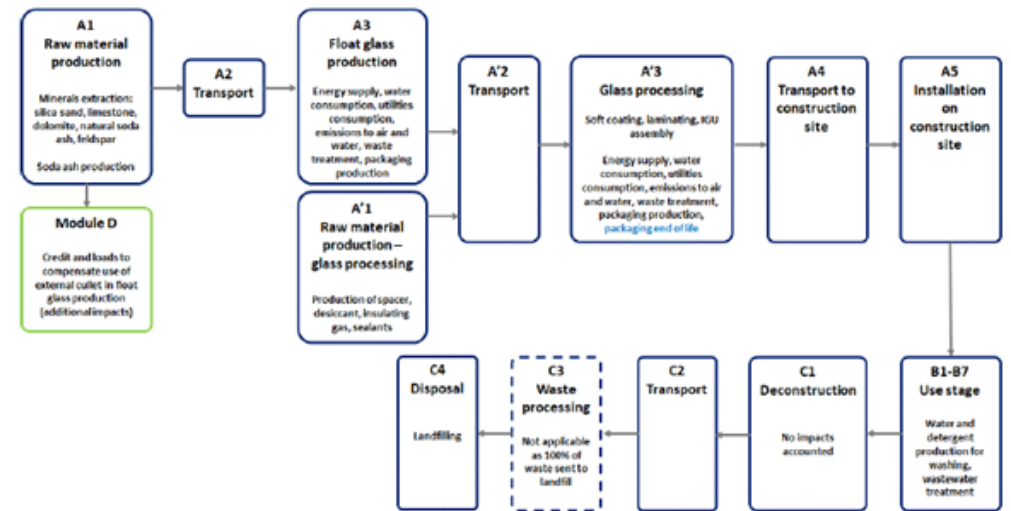 A1
Raw material
production
Minerals extraction:
silica sand, limestone,
dolomite, natural soda
ash, feldspar
Soda ash production
Module D
Credit and loads to
compensate use of
external cullet in float
glass production
(additional impacts)
A2
Transport
A3
Float glass
production
Energy supply, water
consumption, utilities
consumption,
emissions to air and
water, waste
treatment, packaging
production
A'1
Raw material
production –
glass processing
Production of spacer,
desiccant, insulating
gas, sealants
A'2
Transport
A'3
Glass processing
Soft coating, laminating, IGU
assembly
Energy supply, water
consumption, utilities
consumption, emissions to air
and water, waste treatment,
packaging production,
packaging end of life
A4
Transport to
construction
site
A5
Installation
on
construction
site
B1-B7
Use stage
Water and
detergent
production for
washing,
wastewater
treatment
C1
Deconstruction
No impacts
accounted
C2
Transport
C3
Waste
processing
Not applicable
as 100% of
waste sent to
landfill
C4
Disposal
Landfilling